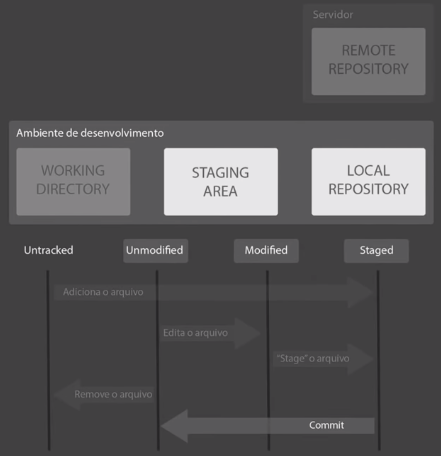 Servidor
REMOTE
REPOSITORY
Ambiente de desenvolvimento
WORKING
DIRECTORY
STAGING
AREA
LOCAL
REPOSITORY
Untracked
Unmodified
Modified
Staged
Adiciona o arquivo
Edita o arquivo
"Stage" o arquivo
Remove o arquivo
Commit